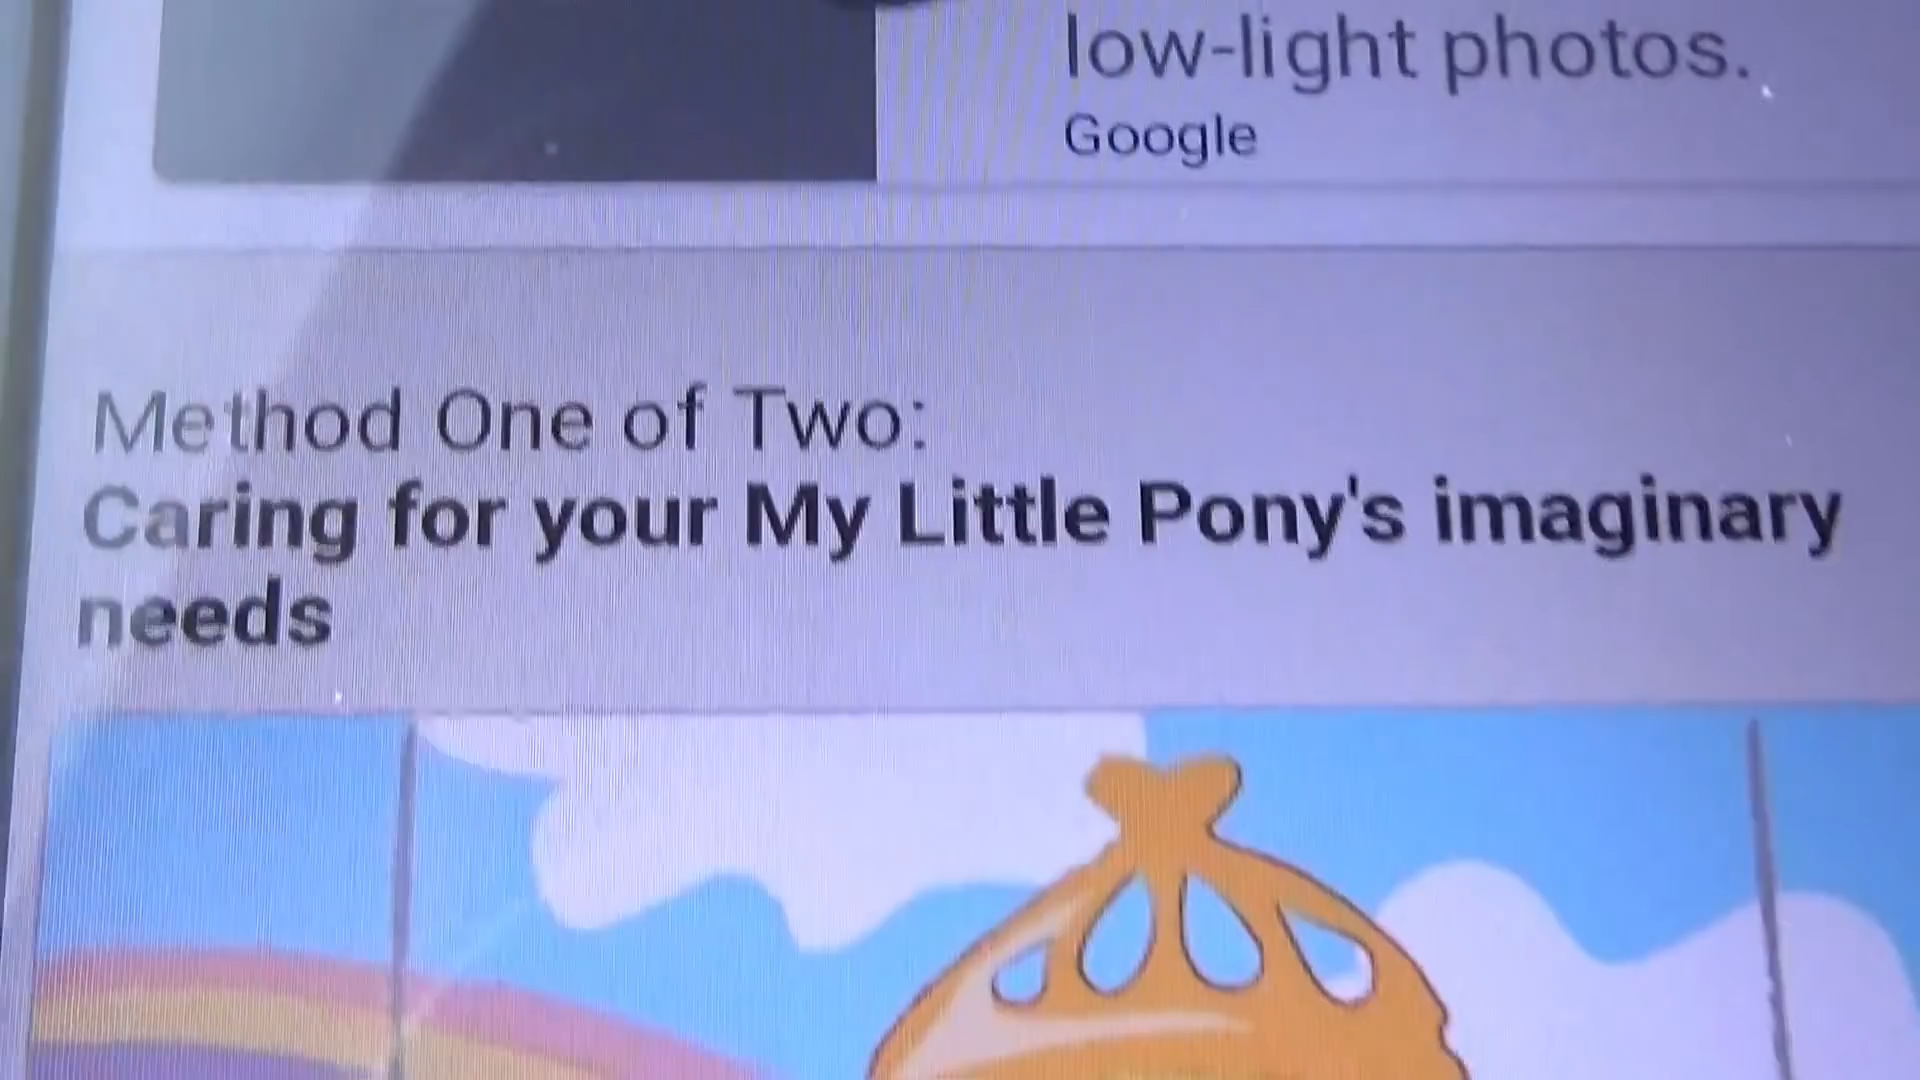 low-light photos.
Google
Method One of Two:
Caring for your My Little Pony's imaginary
needs